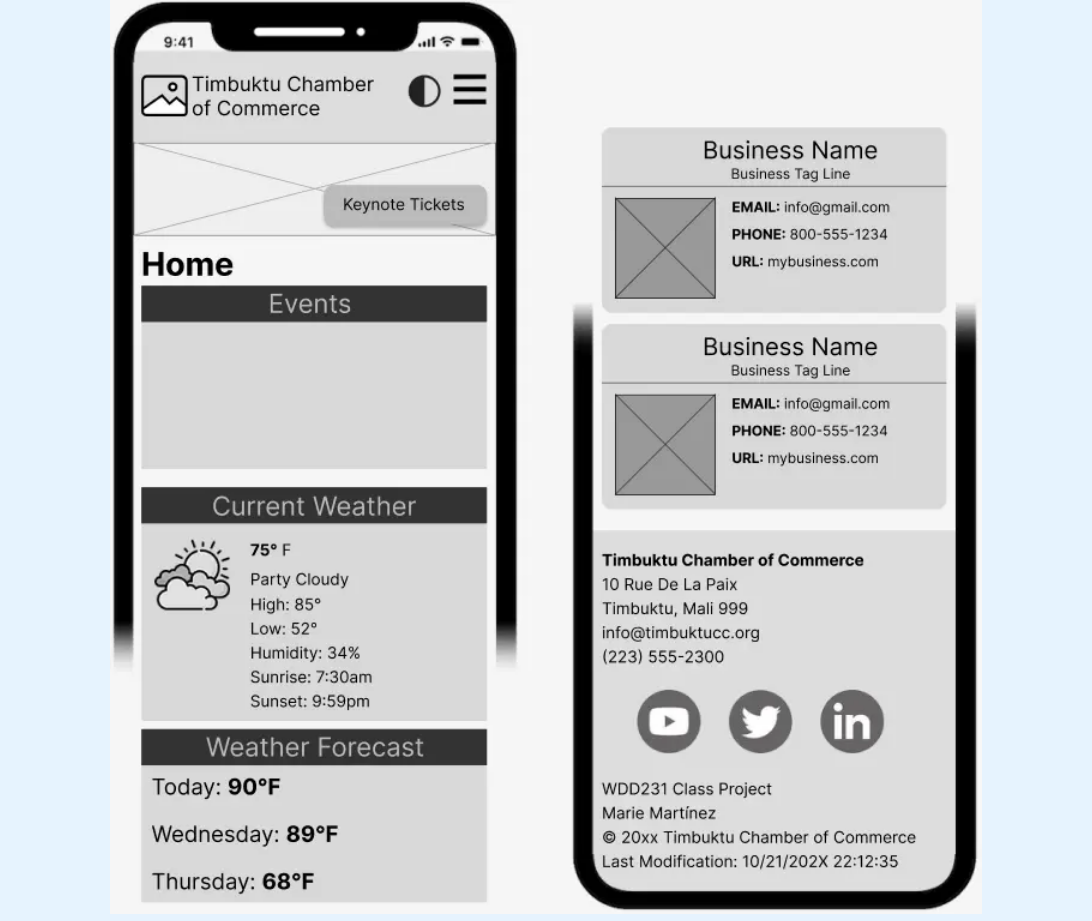 9:41
Timbuktu Chamber
of Commerce
Keynote Tickets
Home
Events
Current Weather
75° F
Party Cloudy
High: 85°
Low: 52°
Humidity: 34%
Sunrise: 7:30am
Sunset: 9:59pm
Weather Forecast
Today: 90°F
Wednesday: 89°F
Thursday: 68°F
Business Name
Business Tag Line
EMAIL: info@gmail.com
PHONE: 800-555-1234
URL: mybusiness.com
Business Name
Business Tag Line
EMAIL: info@gmail.com
PHONE: 800-555-1234
URL: mybusiness.com
Timbuktu Chamber of Commerce
10 Rue De La Paix
Timbuktu, Mali 999
info@timbuktucc.org
(223) 555-2300
in
WDD231 Class Project
Marie Martínez
© 20xx Timbuktu Chamber of Commerce
Last Modification: 10/21/202X 22:12:35